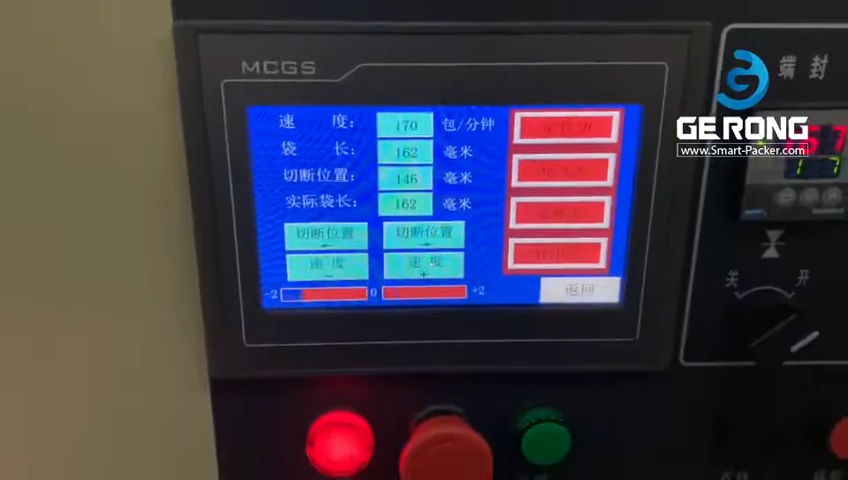 MCGS
速 度: 170 包/分钟
袋 长: 162 毫米
切断位置: 146 毫米
实际袋长: 162 毫米
切断位置 切断位置
速 度 - 速 度 +
-2 0 +2
返回
端封
GERONG
www.Smart-Packer.com
关 开